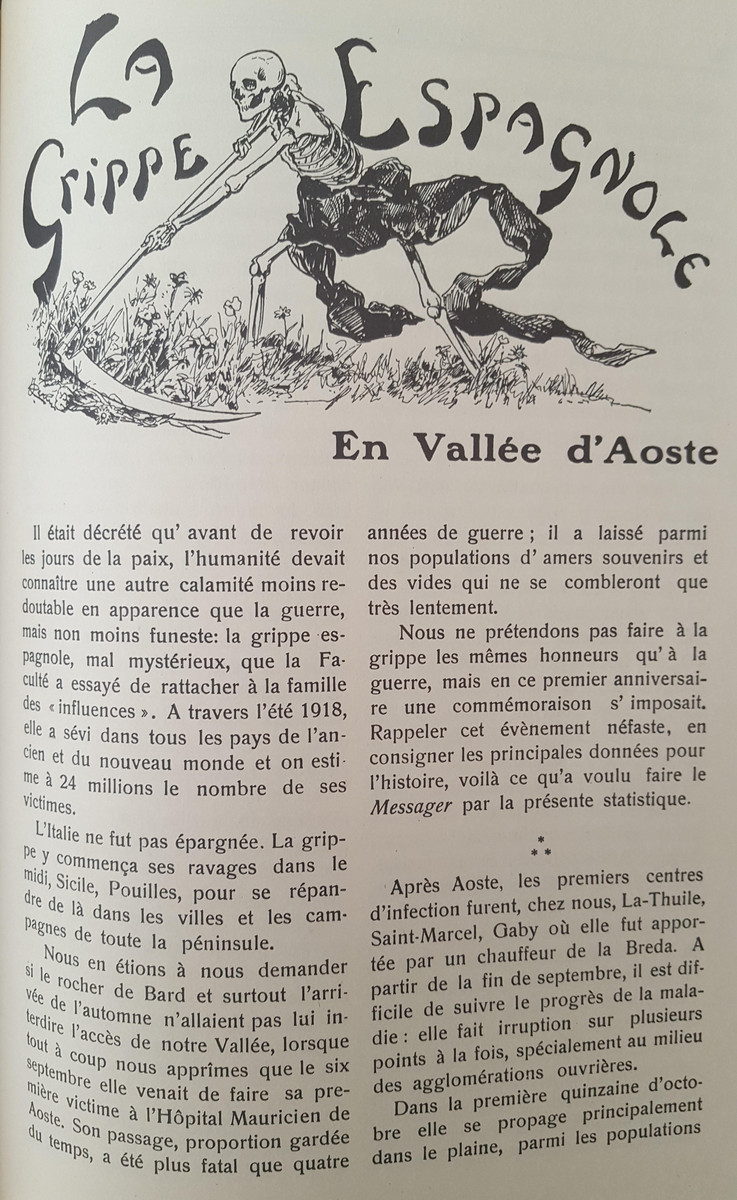 La
Grippe
Espagnole
En Vallée d'Aoste
Il était décrété qu' avant de revoir
les jours de la paix, l'humanité devait
connaître une autre calamité moins re-
doutable en apparence que la guerre,
mais non moins funeste: la grippe es-
pagnole, mal mystérieux, que la Fa-
culté a essayé de rattacher à la famille
des « influences ». A travers l'été 1918,
elle a sévi dans tous les pays de l'an-
cien et du nouveau monde et on esti-
me à 24 millions le nombre de ses
victimes.
L'Italie ne fut pas épargnée. La grip-
pe y commença ses ravages dans le
midi, Sicile, Pouilles, pour se répan-
dre de là dans les villes et les cam-
pagnes de toute la péninsule.
Nous en étions à nous demander
si le rocher de Bard et surtout l'arri-
vée de l'automne n'allaient pas lui in-
terdire l'accès de notre Vallée, lorsque
tout à coup nous apprîmes que le six
septembre elle venait de faire sa pre-
mière victime à l'Hôpital Mauricien de
Aoste. Son passage, proportion gardée
du temps, a été plus fatal que quatre
années de guerre ; il a laissé parmi
nos populations d' amers souvenirs et
des vides qui ne se combleront que
très lentement.
Nous ne prétendons pas faire à la
grippe les mêmes honneurs qu' à la
guerre, mais en ce premier anniversai-
re une commémoraison s' imposait.
Rappeler cet évènement néfaste, en
consigner les principales données pour
l'histoire, voilà ce qu'a voulu faire le
Messager par la présente statistique.
*
* *
Après Aoste, les premiers centres
d'infection furent, chez nous, La-Thuile,
Saint-Marcel, Gaby où elle fut appor-
tée par un chauffeur de la Breda. A
partir de la fin de septembre, il est dif-
ficile de suivre le progrès de la mala-
die : elle fait irruption sur plusieurs
points à la fois, spécialement au milieu
des agglomérations ouvrières.
Dans la première quinzaine d'octo-
bre elle se propage principalement
dans le plaine, parmi les populations